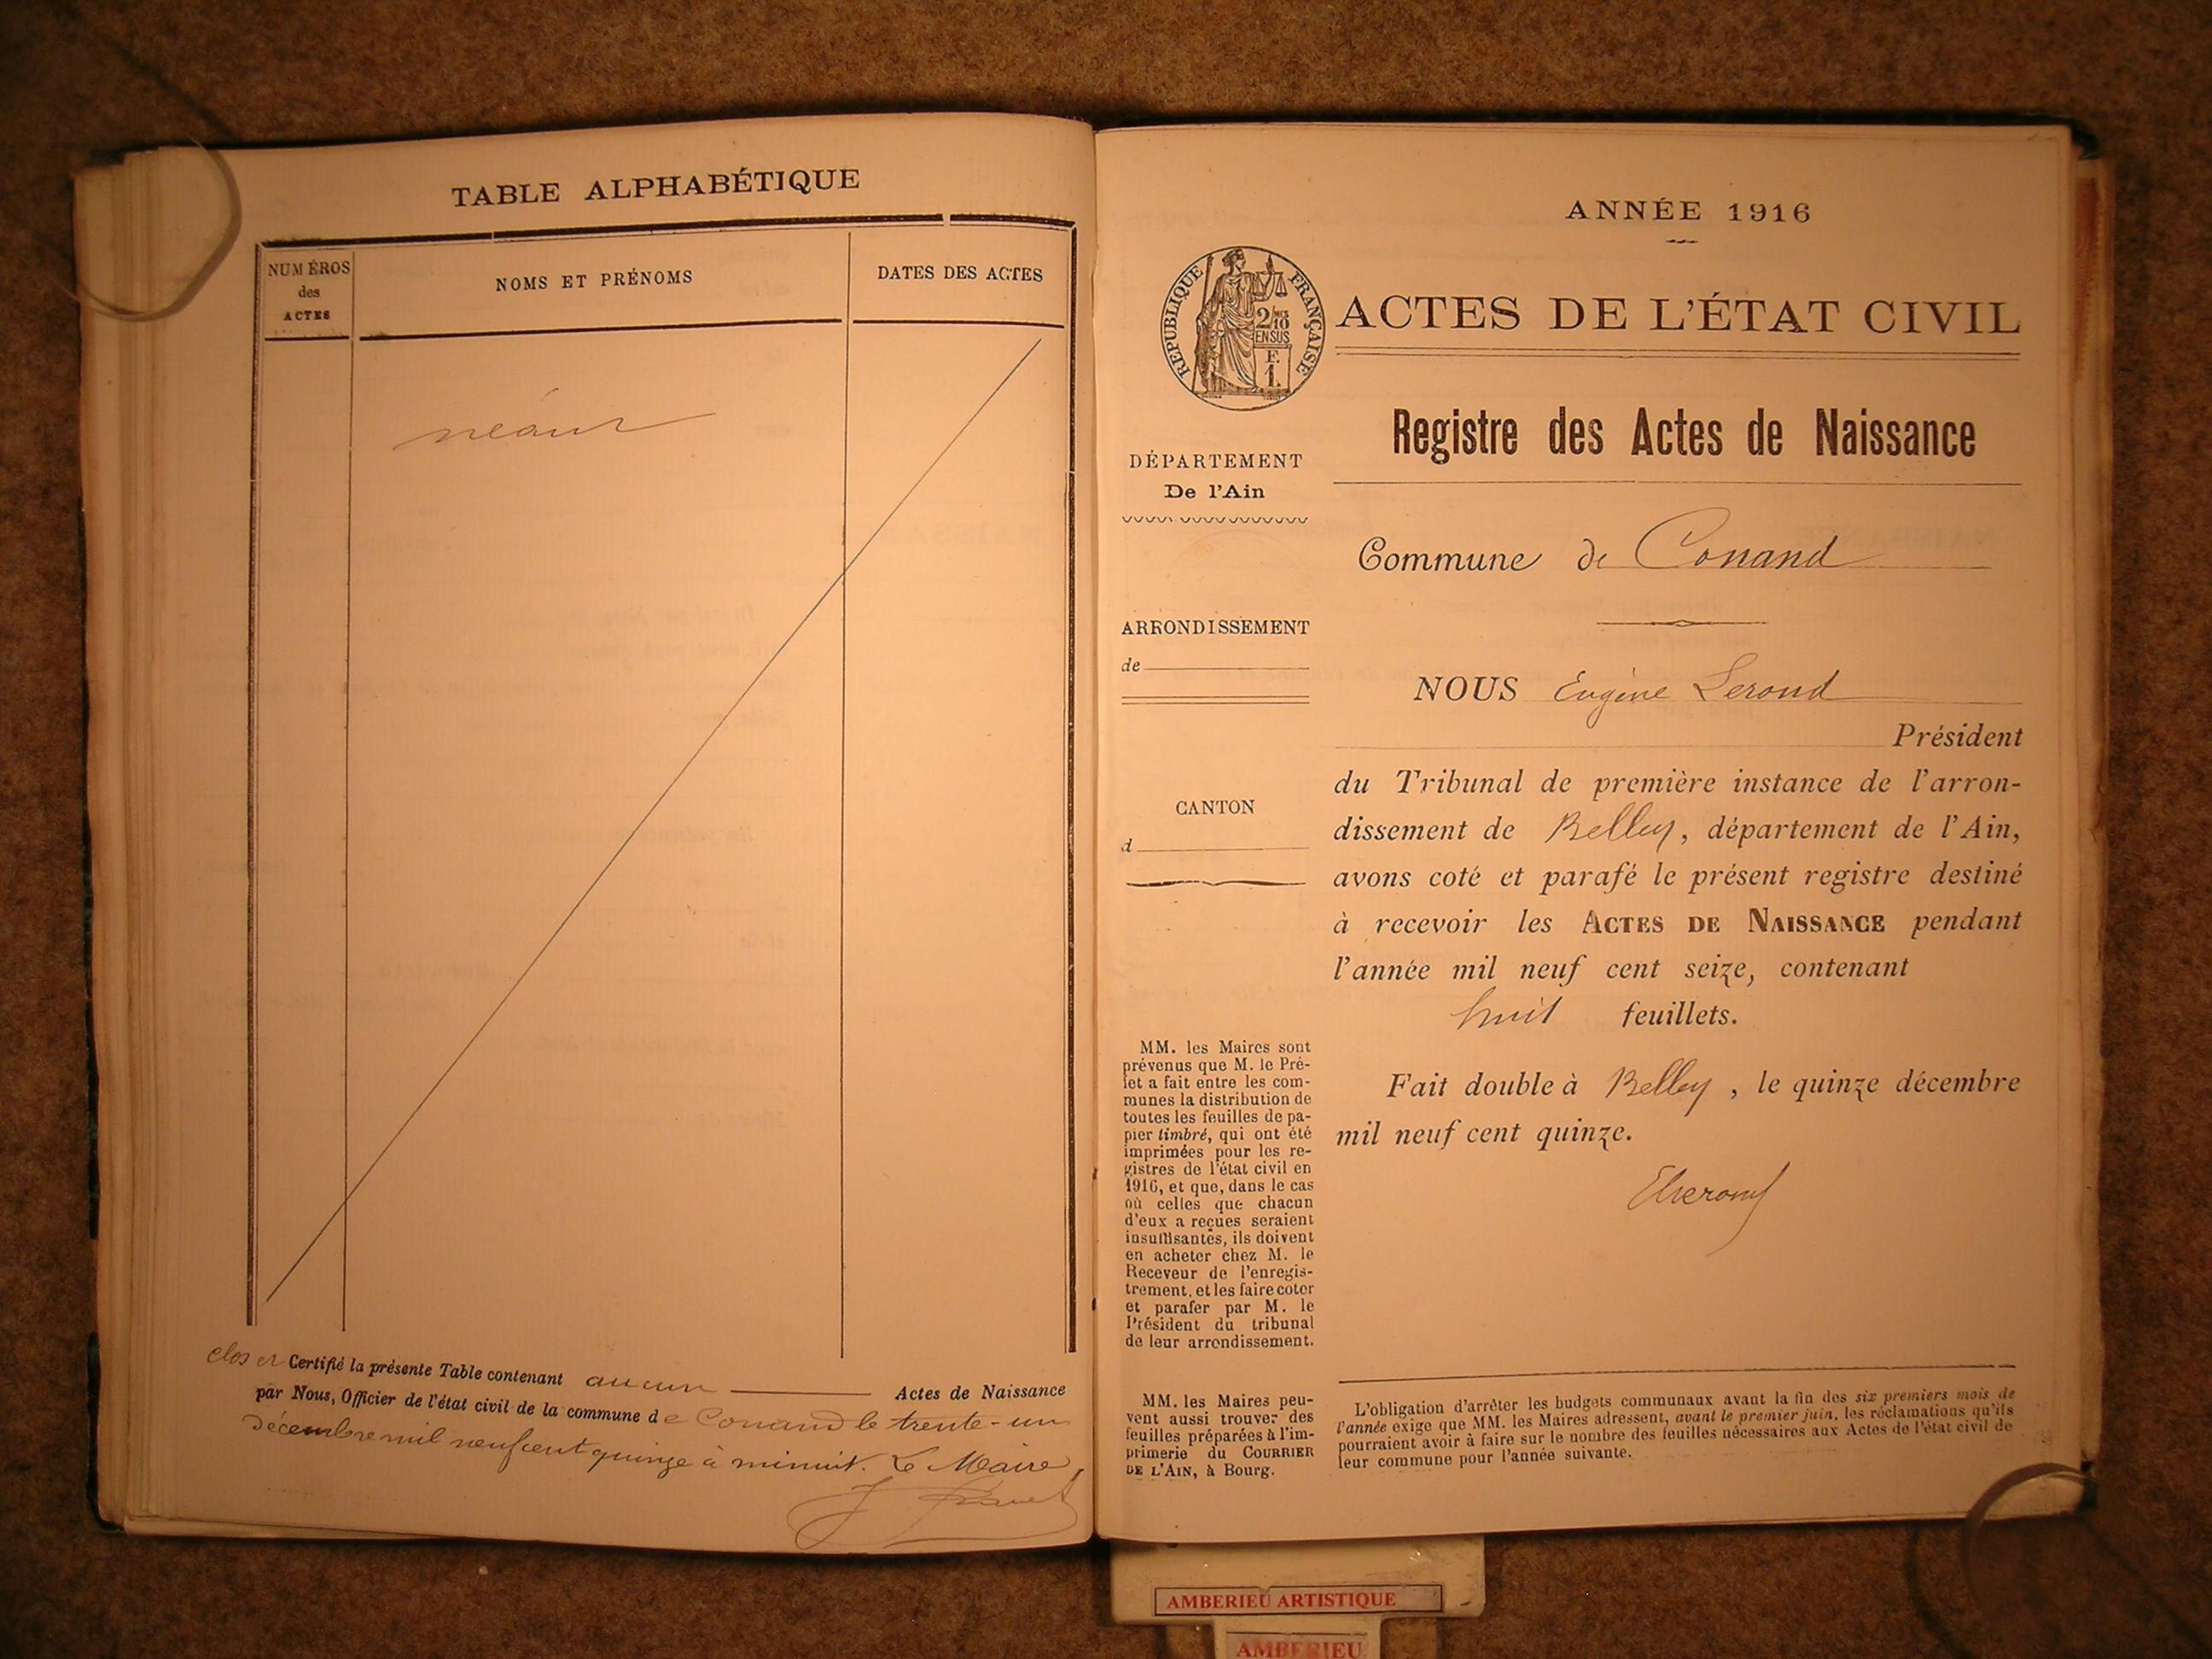 TABLE ALPHABÉTIQUE
NUMÉROS
des
ACTES
NOMS ET PRÉNOMS
DATES DES ACTES
néant
clos et Certifié la présente Table contenant aucun Actes de Naissance
par Nous, Officier de l'état civil de la commune de Conand le trente-un
décembre mil neuf cent quinze à minuit. Le Maire
ANNÉE 1916
RÉPUBLIQUE FRANÇAISE
2/10
EN SUS
F.
1.
ACTES DE L'ÉTAT CIVIL
Registre des Actes de Naissance
DÉPARTEMENT
De l'Ain
Commune de Conand
ARRONDISSEMENT
de
CANTON
d
NOUS Eugène Lerond
Président
du Tribunal de première instance de l'arron-
dissement de Belley, département de l'Ain,
avons coté et parafé le présent registre destiné
à recevoir les ACTES DE NAISSANCE pendant
l'année mil neuf cent seize, contenant
huit feuillets.
Fait double à Belley, le quinze décembre
mil neuf cent quinze.
MM. les Maires sont
prévenus que M. le Pré-
fet a fait entre les com-
munes la distribution de
toutes les feuilles de pa-
pier timbré, qui ont été
imprimées pour les re-
gistres de l'état civil en
1916, et que, dans le cas
où celles que chacun
d'eux a reçues seraient
insuffisantes, ils doivent
en acheter chez M. le
Receveur de l'enregis-
trement, et les faire coter
et parafer par M. le
Président du tribunal
de leur arrondissement.
MM. les Maires peu-
vent aussi trouver des
feuilles préparées à l'im-
primerie du COURRIER
DE L'AIN, à Bourg.
L'obligation d'arrêter les budgets communaux avant la fin des six premiers mois de
l'année exige que MM. les Maires adressent, avant le premier juin, les réclamations qu'ils
pourraient avoir à faire sur le nombre des feuilles nécessaires aux Actes de l'état civil de
leur commune pour l'année suivante.
AMBERIEU ARTISTIQUE
AMBERIEU